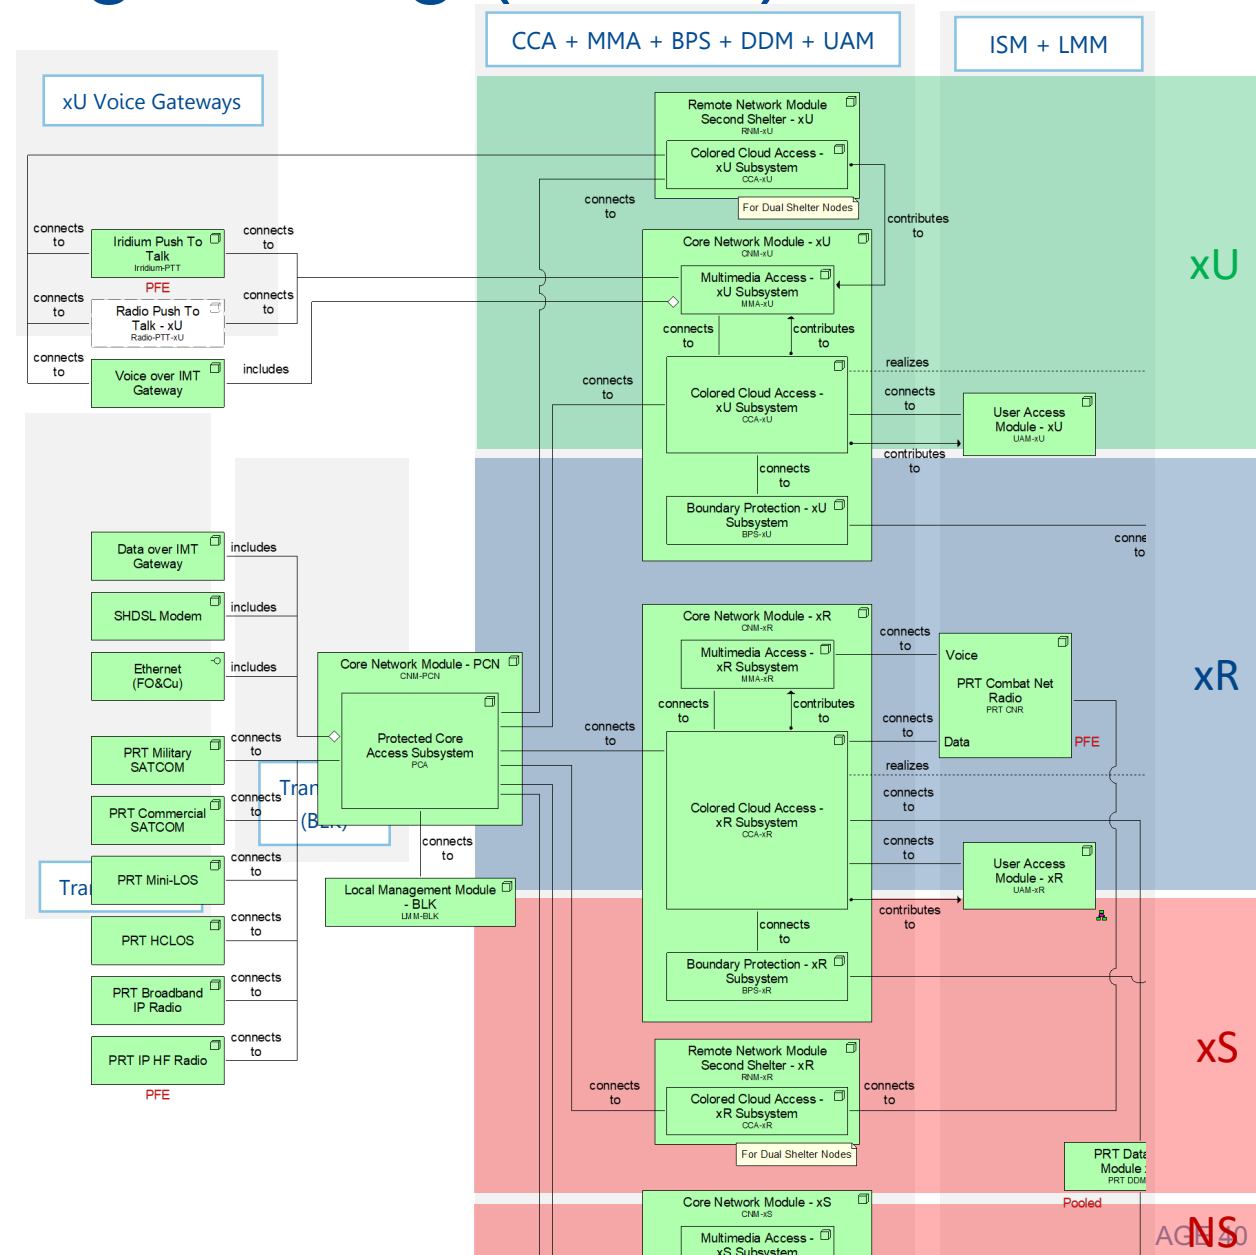 CCA + MMA + BPS + DDM + UAM
ISM + LMM
xU Voice Gateways
Remote Network Module
Second Shelter - xU
RNM-xU
Colored Cloud Access -
xU Subsystem
CCA-xU
For Dual Shelter Nodes
connects
to
contributes
to
xU
connects
to
Iridium Push To
Talk
Irridium-PTT
PFE
connects
to
connects
to
Radio Push To
Talk - xU
Radio-PTT-xU
connects
to
connects
to
Voice over IMT
Gateway
includes
Core Network Module - xU
CNM-xU
Multimedia Access -
xU Subsystem
MMA-xU
connects
to
contributes
to
connects
to
Colored Cloud Access -
xU Subsystem
CCA-xU
realizes
connects
to
contributes
to
User Access
Module - xU
UAM-xU
connects
to
Boundary Protection - xU
Subsystem
BPS-xU
to
Data over IMT
Gateway
includes
SHDSL Modem
includes
Ethernet
(FO&Cu)
includes
Core Network Module - PCN
CNM-PCN
Protected Core
Access Subsystem
PCA
PRT Military
SATCOM
connects
to
PRT Commercial
SATCOM
connects
to
PRT Mini-LOS
connects
to
PRT HCLOS
connects
to
PRT Broadband
IP Radio
connects
to
PRT IP HF Radio
connects
to
PFE
connects
to
Local Management Module
- BLK
LMM-BLK
Core Network Module - xR
CNM-xR
Multimedia Access -
xR Subsystem
MMA-xR
connects
to
contributes
to
connects
to
Colored Cloud Access -
xR Subsystem
CCA-xR
connects
to
Voice
PRT Combat Net
Radio
PRT CNR
Data
PFE
connects
to
realizes
connects
to
connects
to
User Access
Module - xR
UAM-xR
contributes
to
xR
connects
to
Boundary Protection - xR
Subsystem
BPS-xR
Remote Network Module
Second Shelter - xR
RNM-xR
Colored Cloud Access -
xR Subsystem
CCA-xR
connects
to
connects
to
For Dual Shelter Nodes
xS
PRT Data
Module
PRT DDM
Pooled
Core Network Module - xS
CNM-xS
Multimedia Access -
xS Subsystem
NS
40